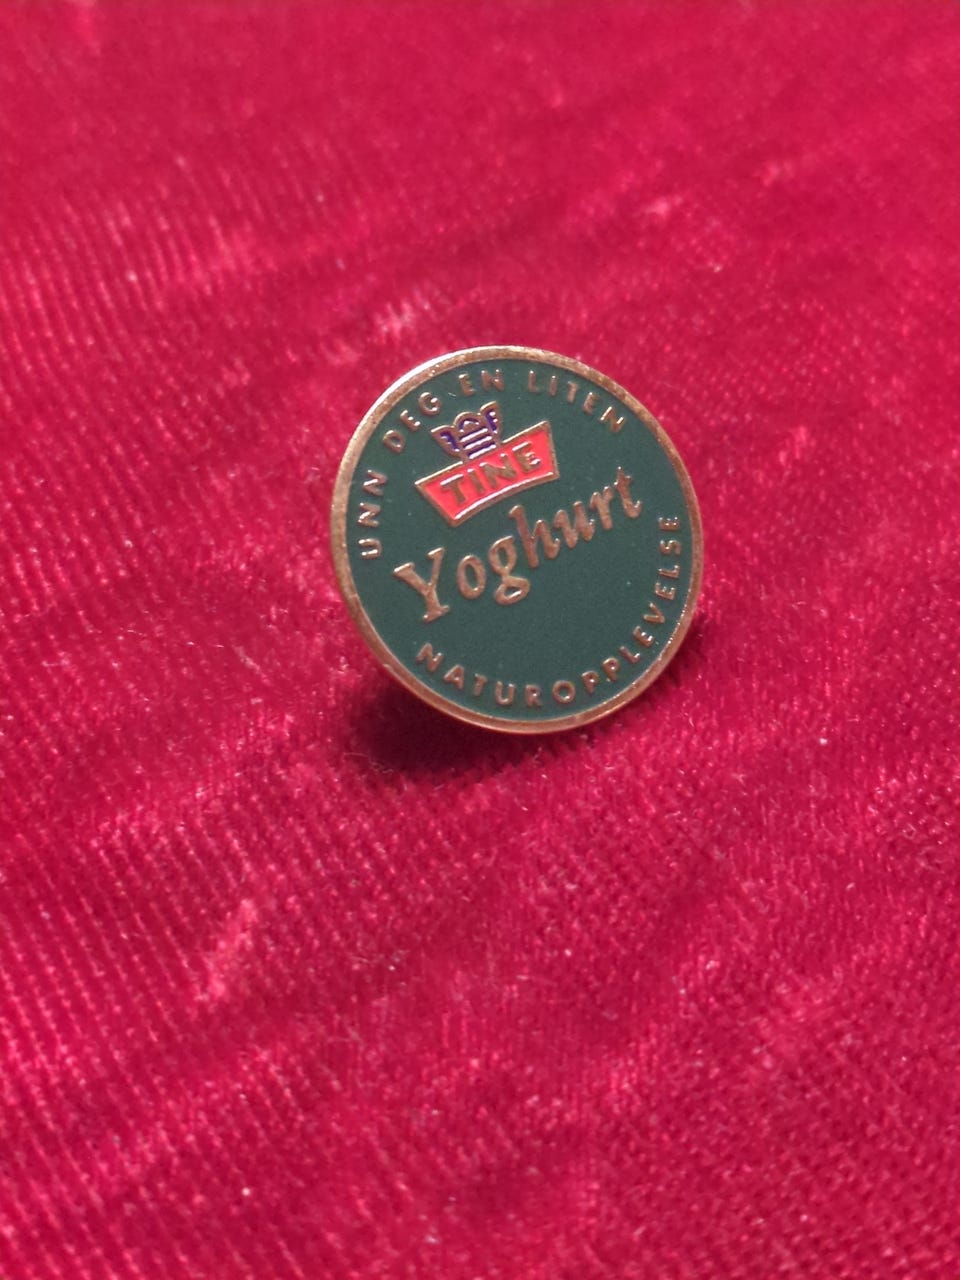 UNN DEG EN LITEN
TINE
Yoghurt
NATUROPPLEVELSE